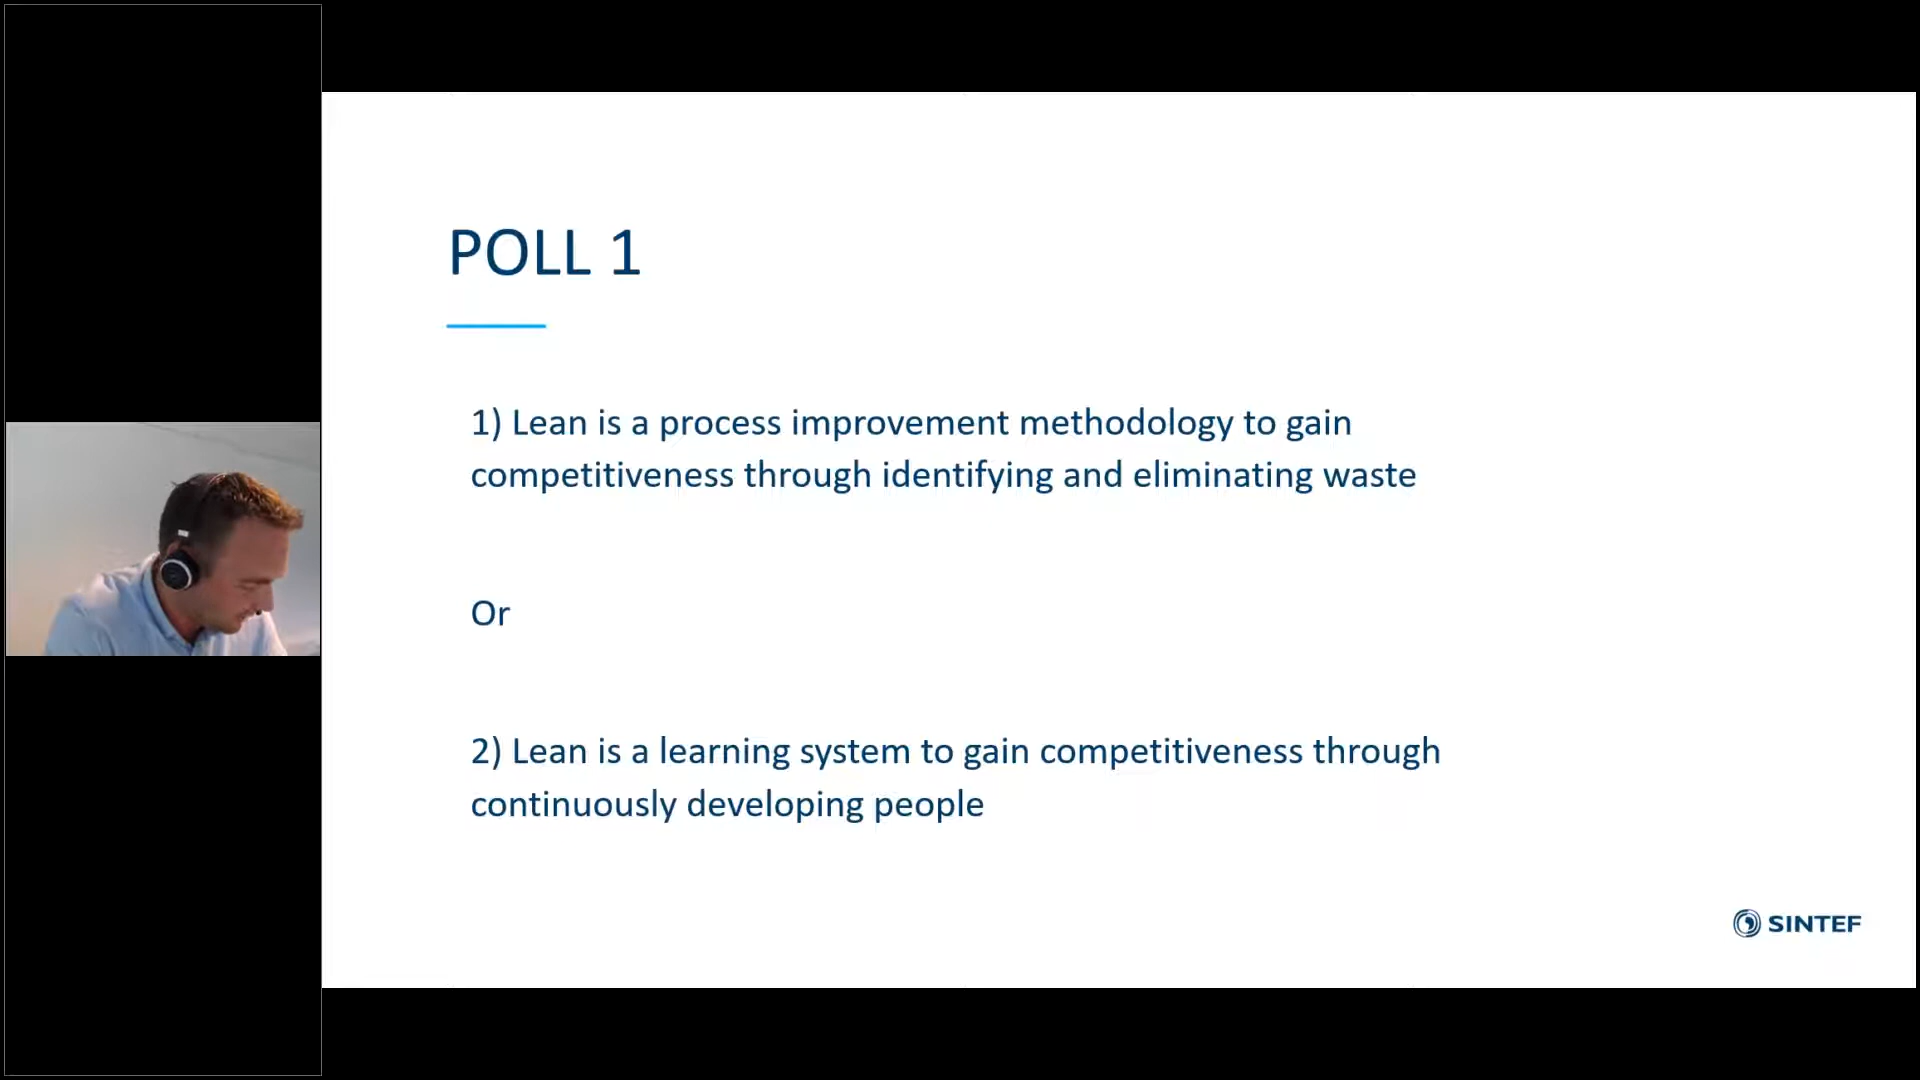 POLL 1
1) Lean is a process improvement methodology to gain
competitiveness through identifying and eliminating waste
Or
2) Lean is a learning system to gain competitiveness through
continuously developing people
SINTEF